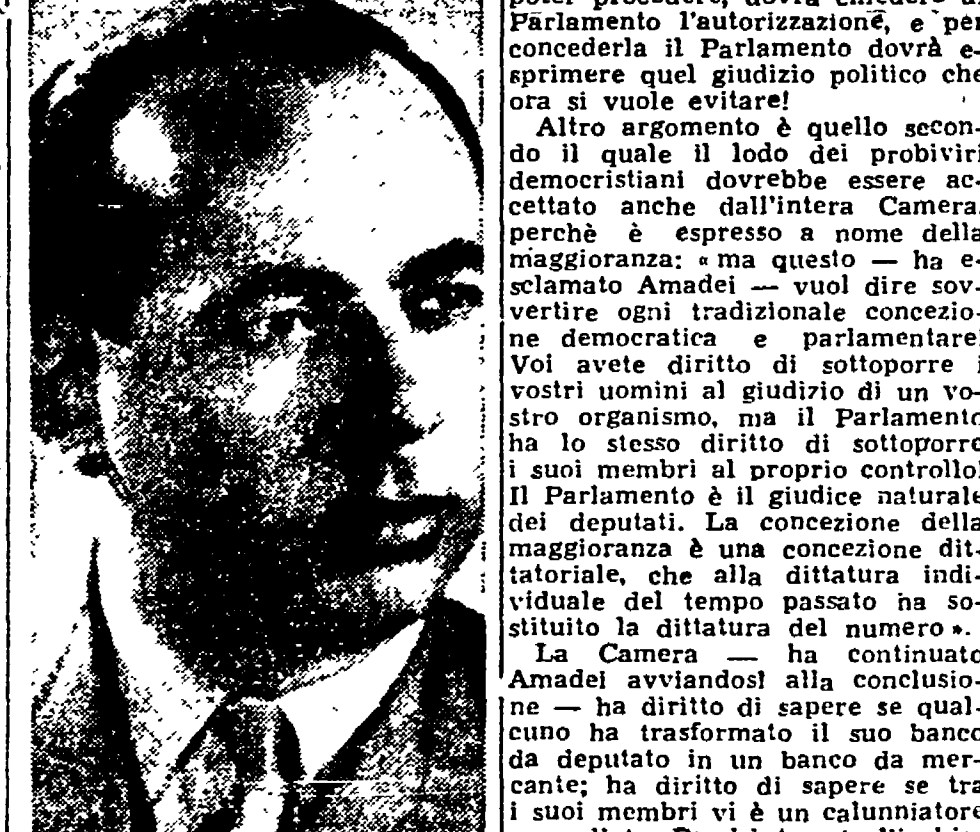 Parlamento l'autorizzazione, e per
concederla il Parlamento dovrà e-
sprimere quel giudizio politico che
ora si vuole evitare!
Altro argomento è quello secon-
do il quale il lodo dei probiviri
democristiani dovrebbe essere ac-
cettato anche dall'intera Camera,
perchè è espresso a nome della
maggioranza: « ma questo — ha e-
sclamato Amadei — vuol dire sov-
vertire ogni tradizionale concezio-
ne democratica e parlamentare.
Voi avete diritto di sottoporre i
vostri uomini al giudizio di un vo-
stro organismo, ma il Parlamento
ha lo stesso diritto di sottoporre
i suoi membri al proprio controllo.
Il Parlamento è il giudice naturale
dei deputati. La concezione della
maggioranza è una concezione dit-
tatoriale, che alla dittatura indi-
viduale del tempo passato ha so-
stituito la dittatura del numero ».
La Camera — ha continuato
Amadei avviandosi alla conclusio-
ne — ha diritto di sapere se qual-
cuno ha trasformato il suo banco
da deputato in un banco da mer-
cante; ha diritto di sapere se tra
i suoi membri vi è un calunniatore